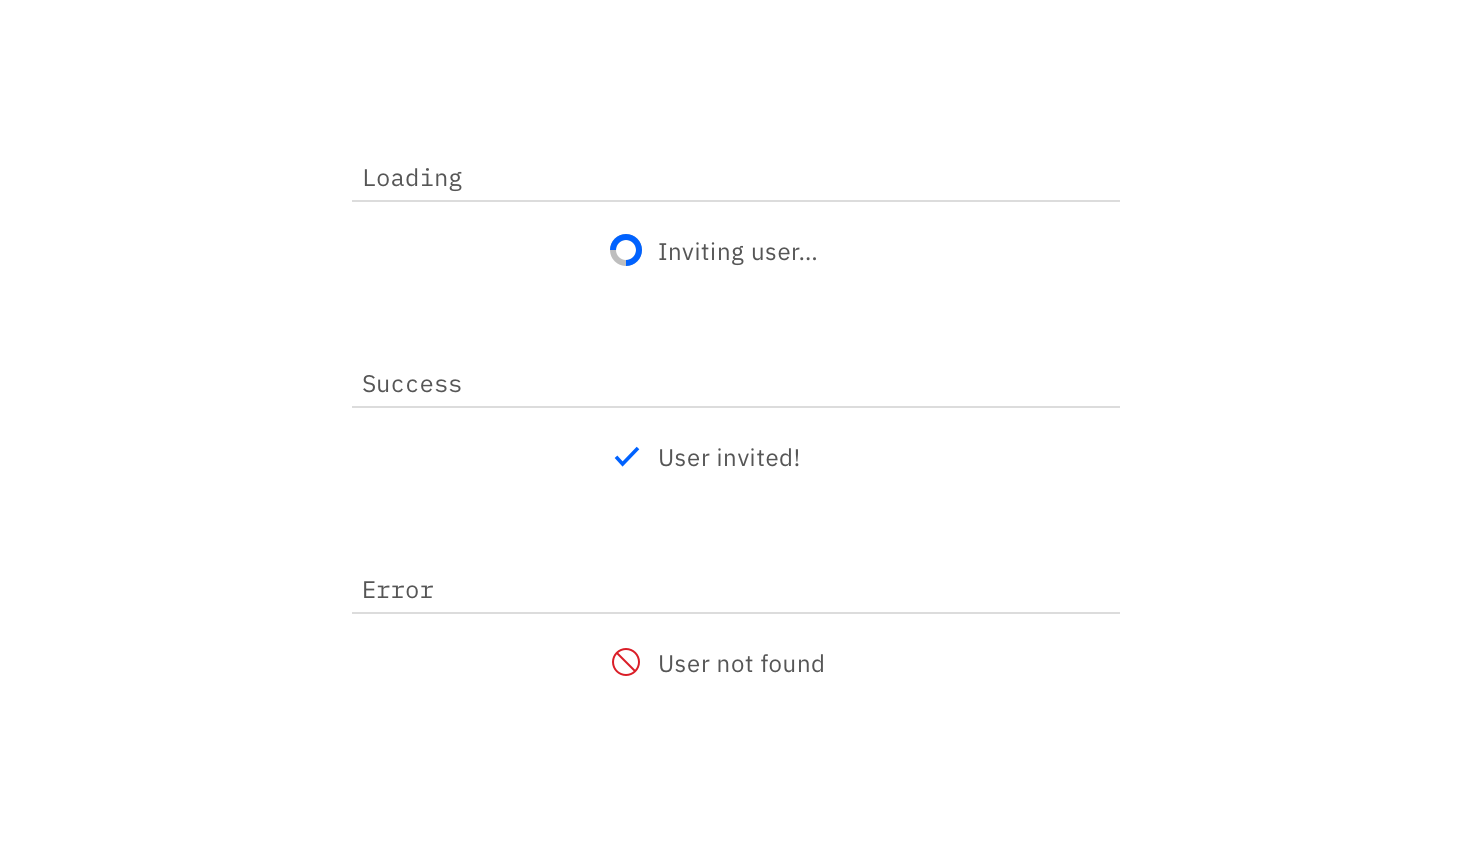 Loading
Inviting user...
Success
User invited!
Error
User not found